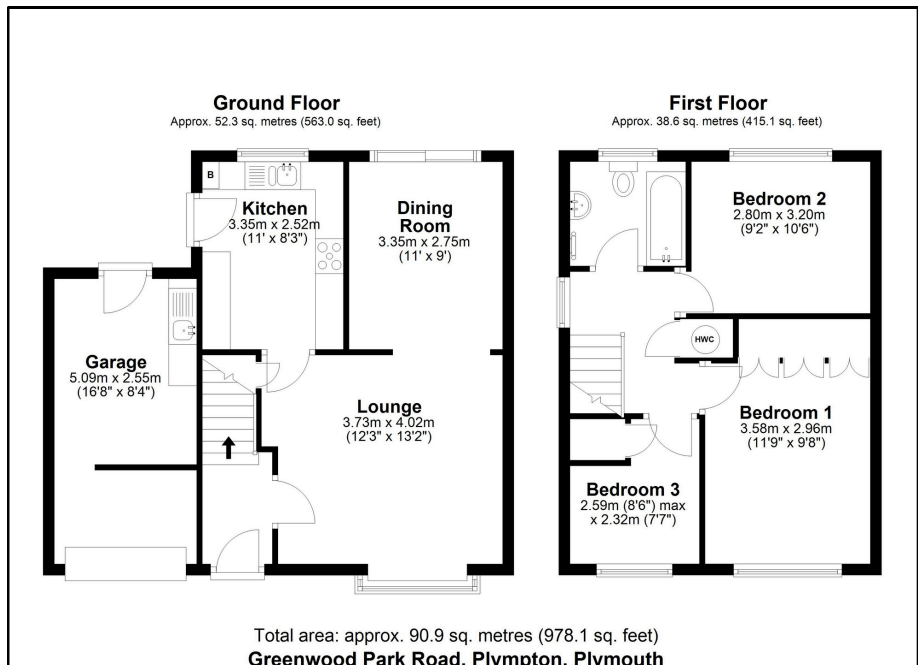 Ground Floor
Approx. 52.3 sq. metres (563.0 sq. feet)
B
Kitchen
3.35m x 2.52m
(11' x 8'3")
Dining
Room
3.35m x 2.75m
(11' x 9')
Garage
5.09m x 2.55m
(16'8" x 8'4")
Lounge
3.73m x 4.02m
(12'3" x 13'2")
First Floor
Approx. 38.6 sq. metres (415.1 sq. feet)
Bedroom 2
2.80m x 3.20m
(9'2" x 10'6")
HWC
Bedroom 1
3.58m x 2.96m
(11'9" x 9'8")
Bedroom 3
2.59m (8'6") max
x 2.32m (7'7")
Total area: approx. 90.9 sq. metres (978.1 sq. feet)
Greenwood Park Road, Plympton, Plymouth